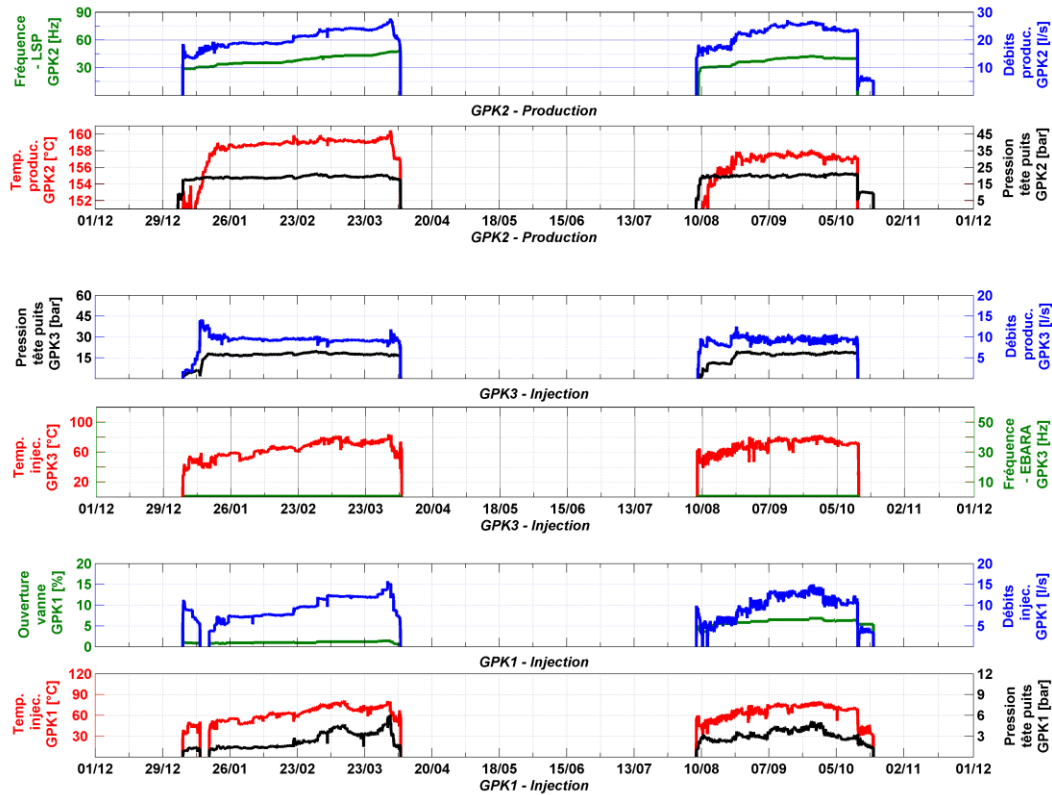 Fréquence
- LSP
GPK2 [Hz]
90
60
30
30
20
10
Débits
produc.
GPK2 [l/s]
GPK2 - Production
Temp.
produc.
GPK2 [°C]
160
158
156
154
152
45
35
25
15
5
Pression
tête puits
GPK2 [bar]
01/12 29/12 26/01 23/02 23/03 20/04 18/05 15/06 13/07 10/08 07/09 05/10 02/11 01/12
GPK2 - Production
Pression
tête puits
GPK3 [bar]
60
45
30
15
20
15
10
5
Débits
produc.
GPK3 [l/s]
GPK3 - Injection
Temp.
injec.
GPK3 [°C]
100
60
20
50
30
10
Fréquence
- EBARA
GPK3 [Hz]
01/12 29/12 26/01 23/02 23/03 20/04 18/05 15/06 13/07 10/08 07/09 05/10 02/11 01/12
GPK3 - Injection
Ouverture
vanne
GPK1 [%]
20
15
10
5
0
20
15
10
5
Débits
injec.
GPK1 [l/s]
GPK1 - Injection
Temp.
injec.
GPK1 [°C]
120
90
60
30
12
9
6
3
Pression
tête puits
GPK1 [bar]
01/12 29/12 26/01 23/02 23/03 20/04 18/05 15/06 13/07 10/08 07/09 05/10 02/11 01/12
GPK1 - Injection